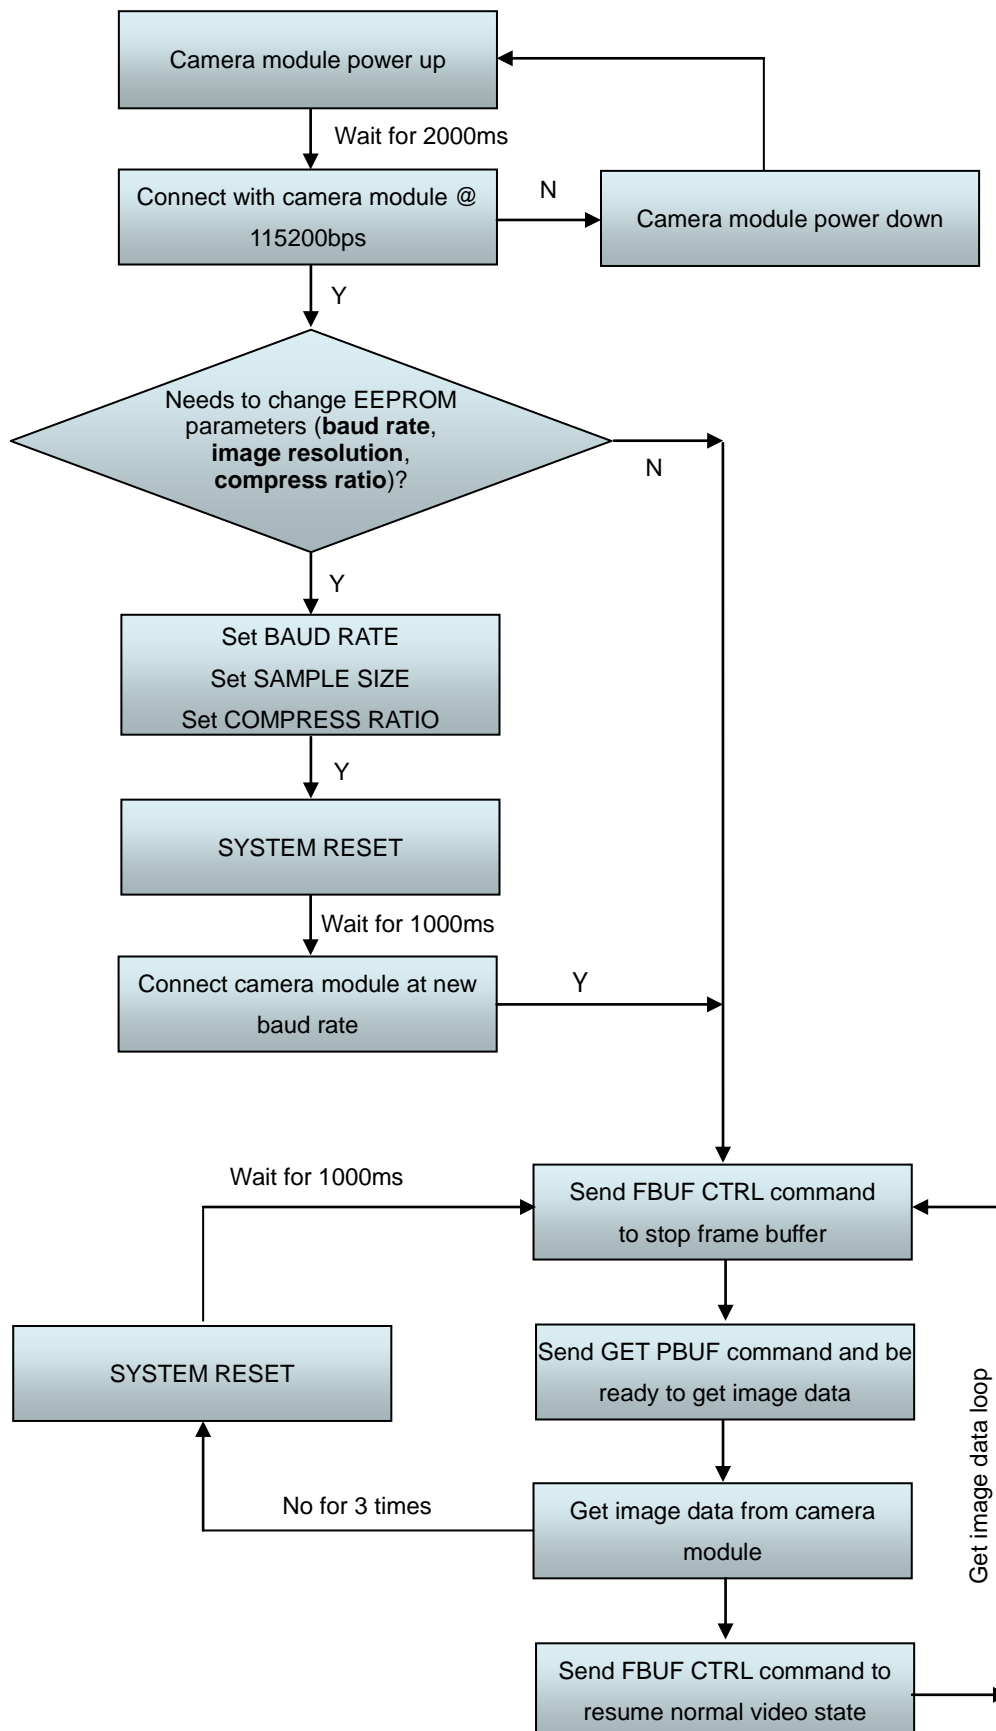 Camera module power up
Wait for 2000ms
Connect with camera module @
115200bps
N
Camera module power down
Y
Needs to change EEPROM
parameters (baud rate,
image resolution,
compress ratio)?
N
Y
Set BAUD RATE
Set SAMPLE SIZE
Set COMPRESS RATIO
Y
SYSTEM RESET
Wait for 1000ms
Connect camera module at new
baud rate
Y
Wait for 1000ms
Send FBUF CTRL command
to stop frame buffer
SYSTEM RESET
Send GET PBUF command and be
ready to get image data
No for 3 times
Get image data from camera
module
Get image data loop
Send FBUF CTRL command to
resume normal video state